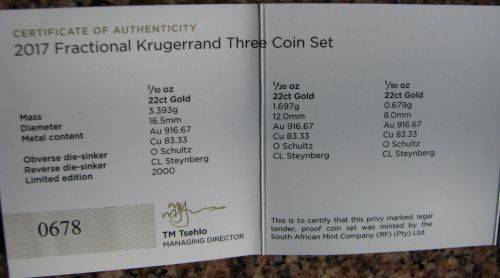 CERTIFICATE OF AUTHENTICITY
2017 Fractional Krugerrand Three Coin Set
1/10 oz 1/20 oz 1/50 oz
22ct Gold 22ct Gold 22ct Gold
Mass 3.393g 1.697g 0.679g
Diameter 16.5mm 12.0mm 8.0mm
Metal content Au 916.67 Au 916.67 Au 916.67
Cu 83.33 Cu 83.33 Cu 83.33
Obverse die-sinker O Schultz O Schultz O Schultz
Reverse die-sinker CL Steynberg CL Steynberg CL Steynberg
Limited edition 2000
0678
TM Tsehlo
MANAGING DIRECTOR
This is to certify that this privy marked, legal
tender, proof coin set was minted by the
South African Mint Company (RF) (Pty) Ltd.